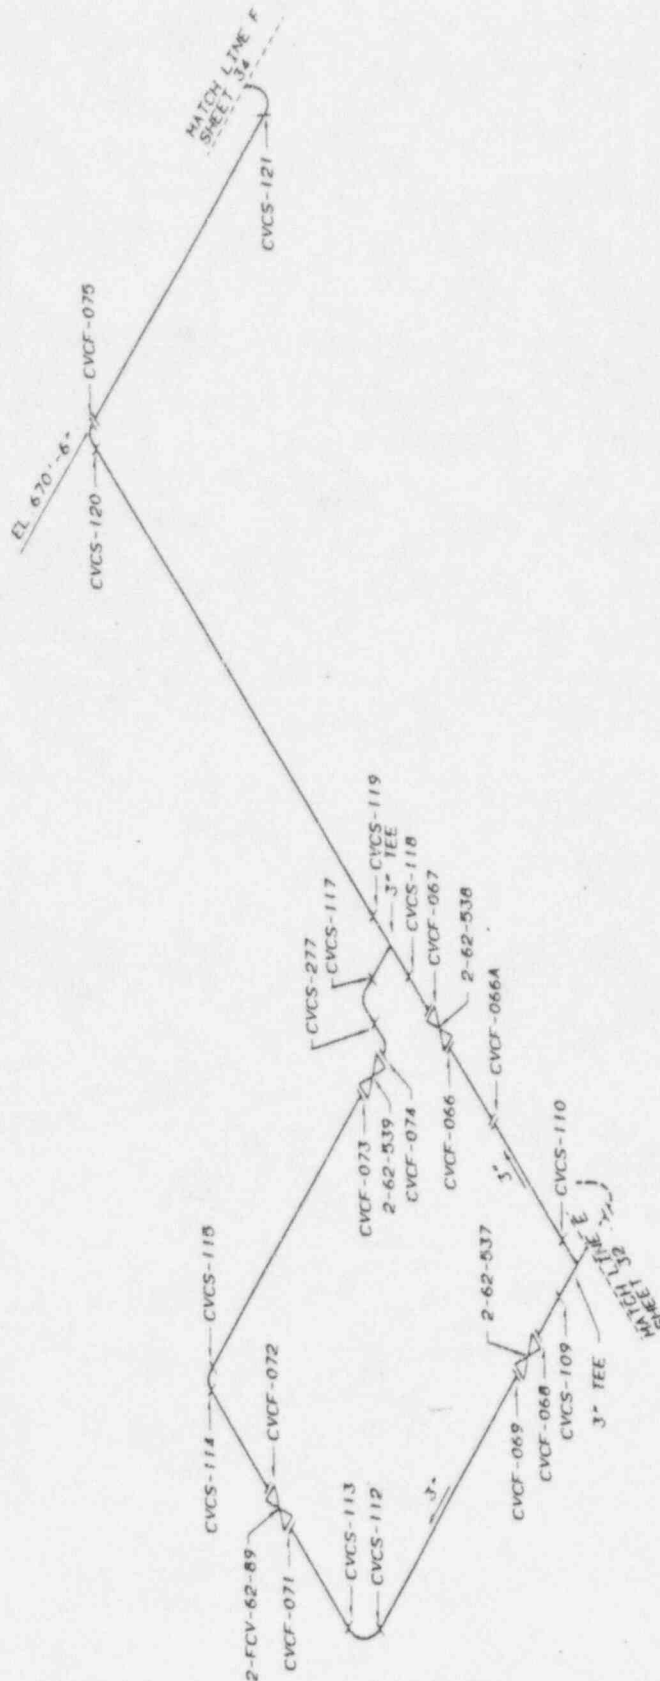 MATCH LINE F
SHEET 34
CVCS-121
CVCF-075
EL 670'-6"
CVCS-120
CVCS-119
3" TEE
CVCS-118
CVCF-067
2-62-538
CVCF-066A
CVCF-066
CVCS-117
CVCS-277
CVCF-073
2-62-539
CVCF-074
3"
CVCS-110
MATCH LINE E
SHEET 32
CVCS-115
CVCS-114
CVCF-072
2-FCV-62-89
CVCF-071
CVCS-113
CVCS-112
3"
2-62-537
CVCF-069
CVCF-068
CVCS-109
3" TEE